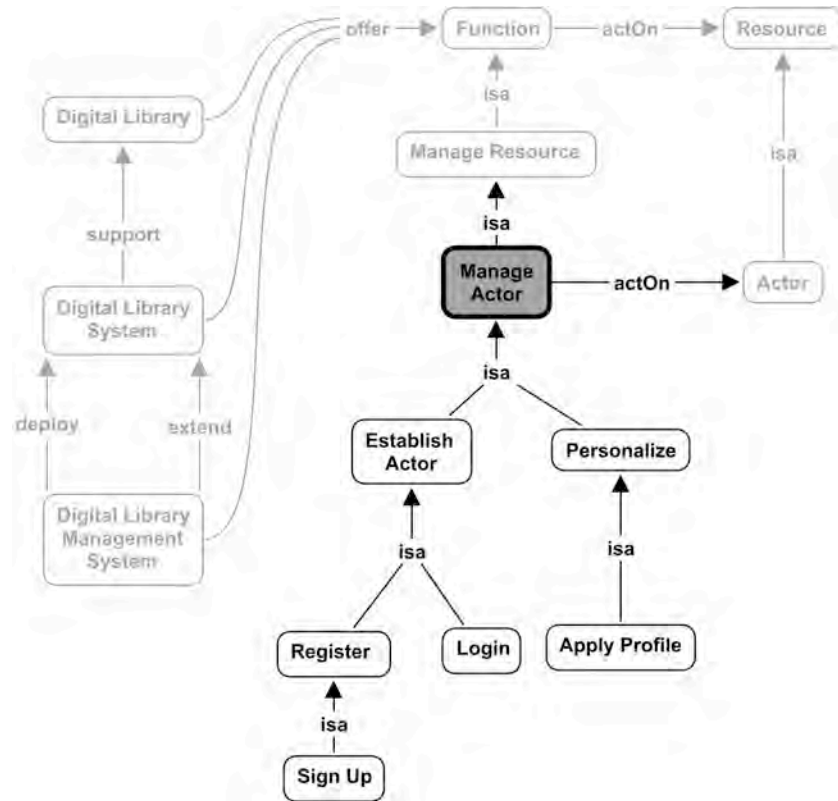 offer
Function
actOn
Resource
isa
Digital Library
Manage Resource
isa
isa
support
Manage
Actor
actOn
Actor
Digital Library
System
isa
deploy
extend
Establish
Actor
Personalize
Digital Library
Management
System
isa
isa
Register
Login
Apply Profile
isa
Sign Up